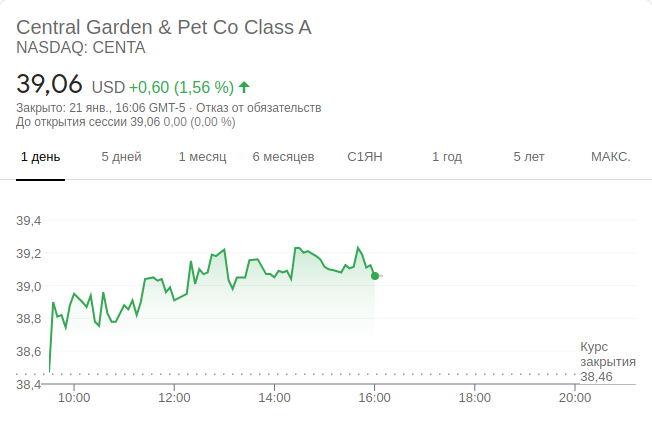 Central Garden & Pet Co Class A
NASDAQ: CENTA
39,06 USD +0,60 (1,56 %)
Закрыто: 21 янв., 16:06 GMT-5 · Отказ от обязательств
До открытия сессии 39,06 0,00 (0,00 %)
1 день 5 дней 1 месяц 6 месяцев С1ЯН 1 год 5 лет МАКС.
39,4
39,2
39,0
38,8
38,6
38,4
Курс
закрытия
38,46
10:00 12:00 14:00 16:00 18:00 20:00